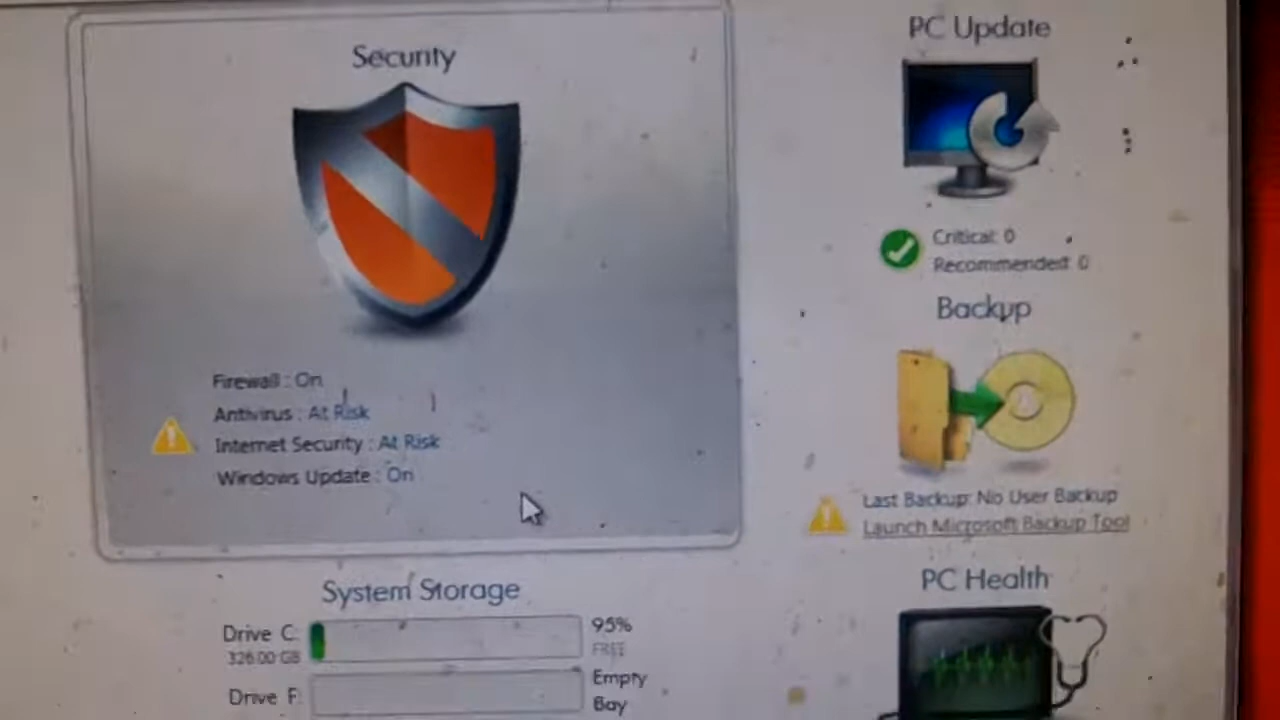 Security
Firewall : On
Antivirus : At Risk
Internet Security : At Risk
Windows Update : On
PC Update
Critical: 0
Recommended: 0
Backup
Last Backup: No User Backup
Launch Microsoft Backup Tool
System Storage
Drive C:
326.00 GB
95%
FREE
Drive F:
Empty
Bay
PC Health